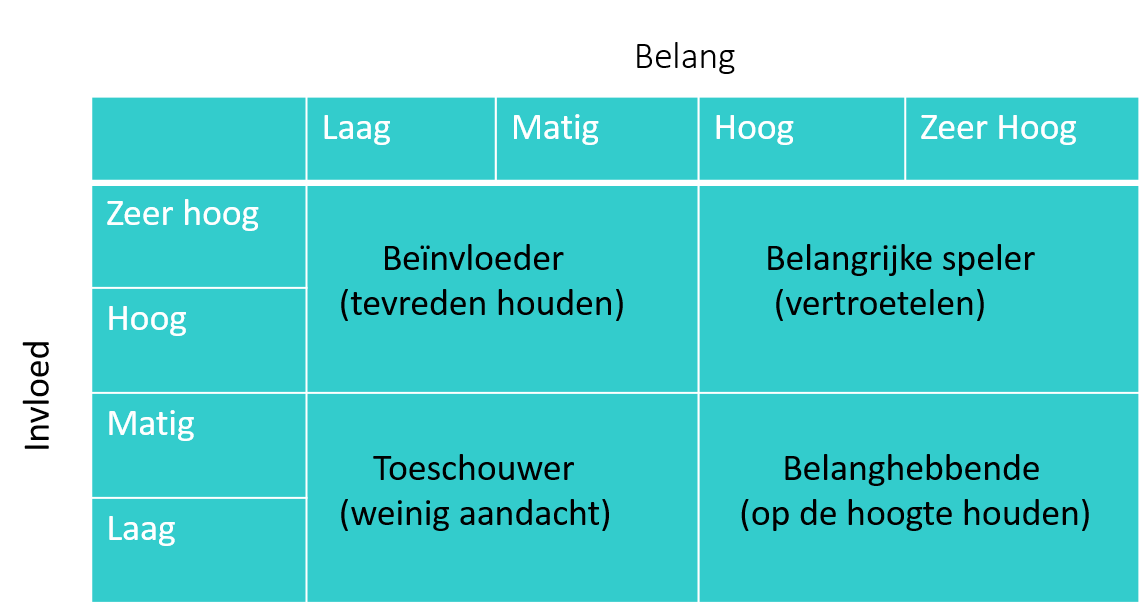 Belang
Laag
Matig
Hoog
Zeer Hoog
Zeer hoog
Beïnvloeder
(tevreden houden)
Belangrijke speler
(vertroetelen)
Hoog
Invloed
Matig
Toeschouwer
(weinig aandacht)
Belanghebbende
(op de hoogte houden)
Laag